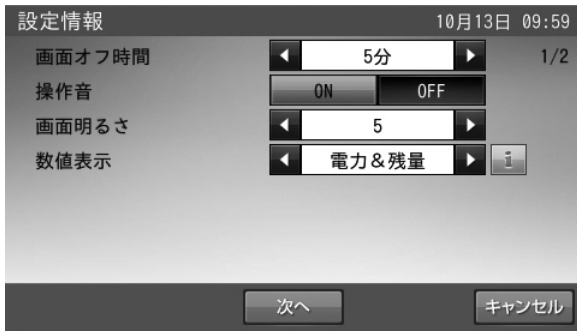 設定情報 10月13日 09:59
画面オフ時間 ◀ 5分 ▶ 1/2
操作音 ON OFF
画面明るさ ◀ 5 ▶
数値表示 ◀ 電力&残量 ▶ i
次へ キャンセル